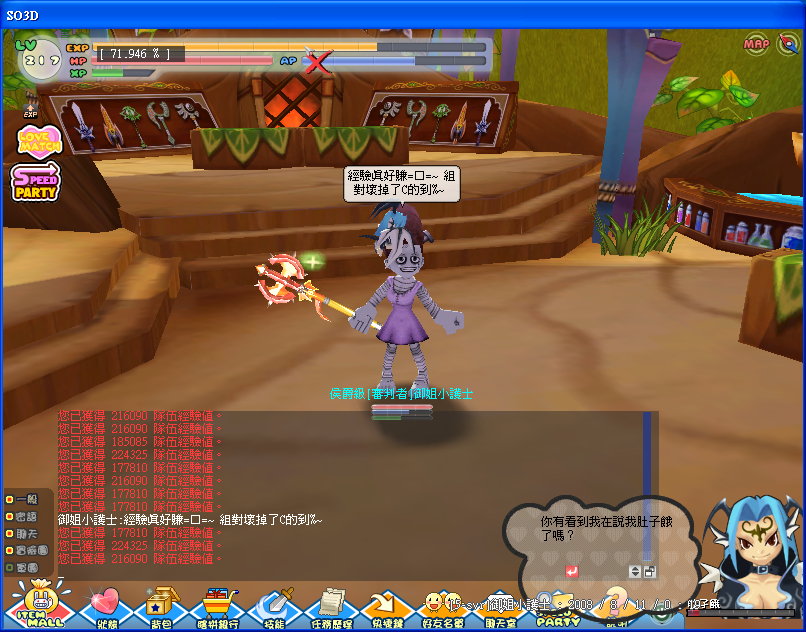 SO3D
LV
217
EXP
[ 71.946 % ]
HP
AP
XP
MAP
EXP
LOVE MATCH
SPEED PARTY
經驗真好賺=口=~ 組
對壞掉了C的到%~
侯爵級[審判者]御姐小護士
您已獲得 216090 隊伍經驗值。
您已獲得 216090 隊伍經驗值。
您已獲得 185085 隊伍經驗值。
您已獲得 224325 隊伍經驗值。
您已獲得 177810 隊伍經驗值。
您已獲得 216090 隊伍經驗值。
您已獲得 177810 隊伍經驗值。
您已獲得 177810 隊伍經驗值。
御姐小護士:經驗真好賺=口=~ 組對壞掉了C的到%~
您已獲得 177810 隊伍經驗值。
您已獲得 224325 隊伍經驗值。
您已獲得 216090 隊伍經驗值。
一般
密語
聊天
你有看到我在說我肚子餓
了嗎？
ITEM MALL
狀態
背包
技能
任務歷程
快捷鍵
好友名單
聊天室
PARTY
御姐小護士
2008 / 8 / 11
肚子餓